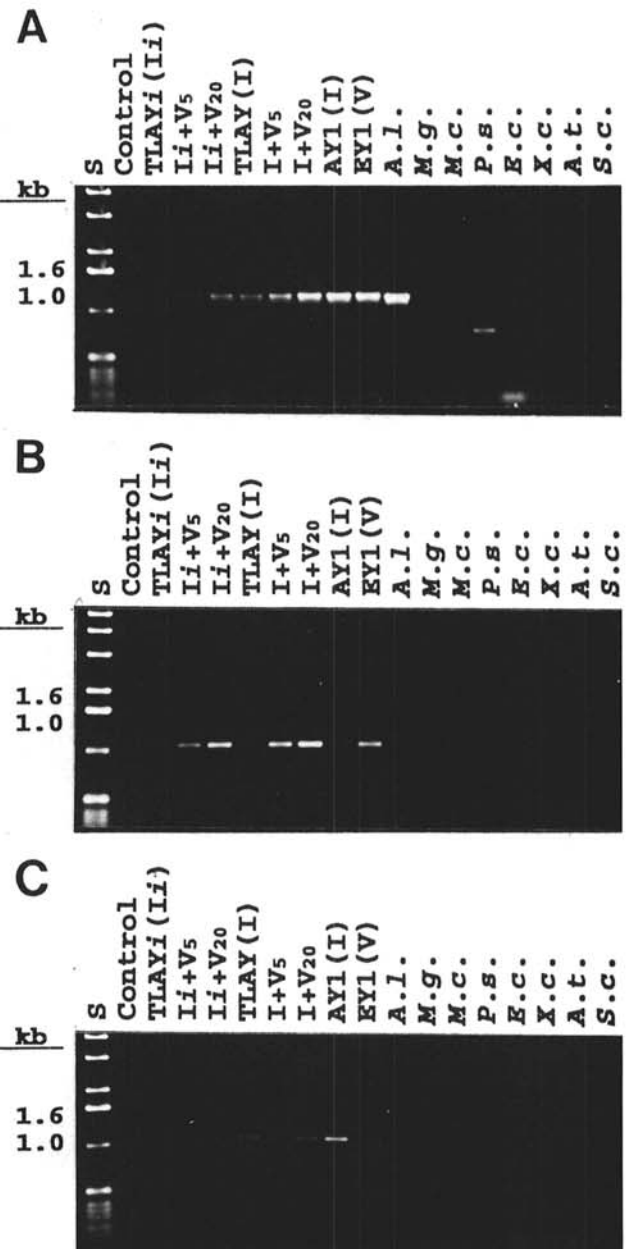 A
S
Control
TLAYi(Ii)
Ii+V5
Ii+V20
TLAY(I)
I+V5
I+V20
AY1(I)
EY1(V)
A.l.
M.g.
M.c.
P.s.
E.c.
X.c.
A.t.
S.c.
kb
1.6
1.0
B
S
Control
TLAYi(Ii)
Ii+V5
Ii+V20
TLAY(I)
I+V5
I+V20
AY1(I)
EY1(V)
A.l.
M.g.
M.c.
P.s.
E.c.
X.c.
A.t.
S.c.
kb
1.6
1.0
C
S
Control
TLAYi(Ii)
Ii+V5
Ii+V20
TLAY(I)
I+V5
I+V20
AY1(I)
EY1(V)
A.l.
M.g.
M.c.
P.s.
E.c.
X.c.
A.t.
S.c.
kb
1.6
1.0